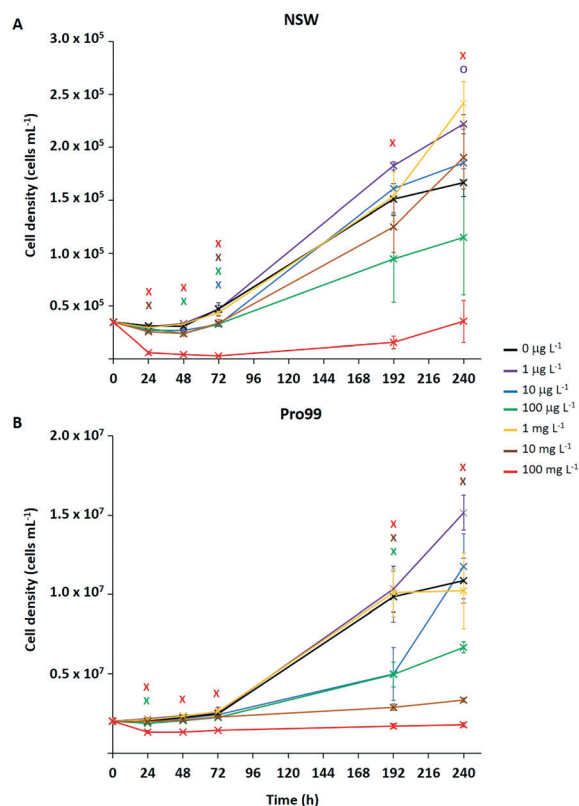 A
NSW
3.0 x 10⁵
2.5 x 10⁵
2.0 x 10⁵
1.5 x 10⁵
1.0 x 10⁵
0.5 x 10⁵
Cell density (cells mL⁻¹)
X
X
X
X
X
X
X
X
X
X
O
0 24 48 72 96 120 144 168 192 216 240
0 µg L⁻¹
1 µg L⁻¹
10 µg L⁻¹
100 µg L⁻¹
1 mg L⁻¹
10 mg L⁻¹
100 mg L⁻¹
B
Pro99
2.0 x 10⁷
1.5 x 10⁷
1.0 x 10⁷
0.5 x 10⁷
Cell density (cells mL⁻¹)
X
X
X
X
X
X
X
X
X
0 24 48 72 96 120 144 168 192 216 240
Time (h)